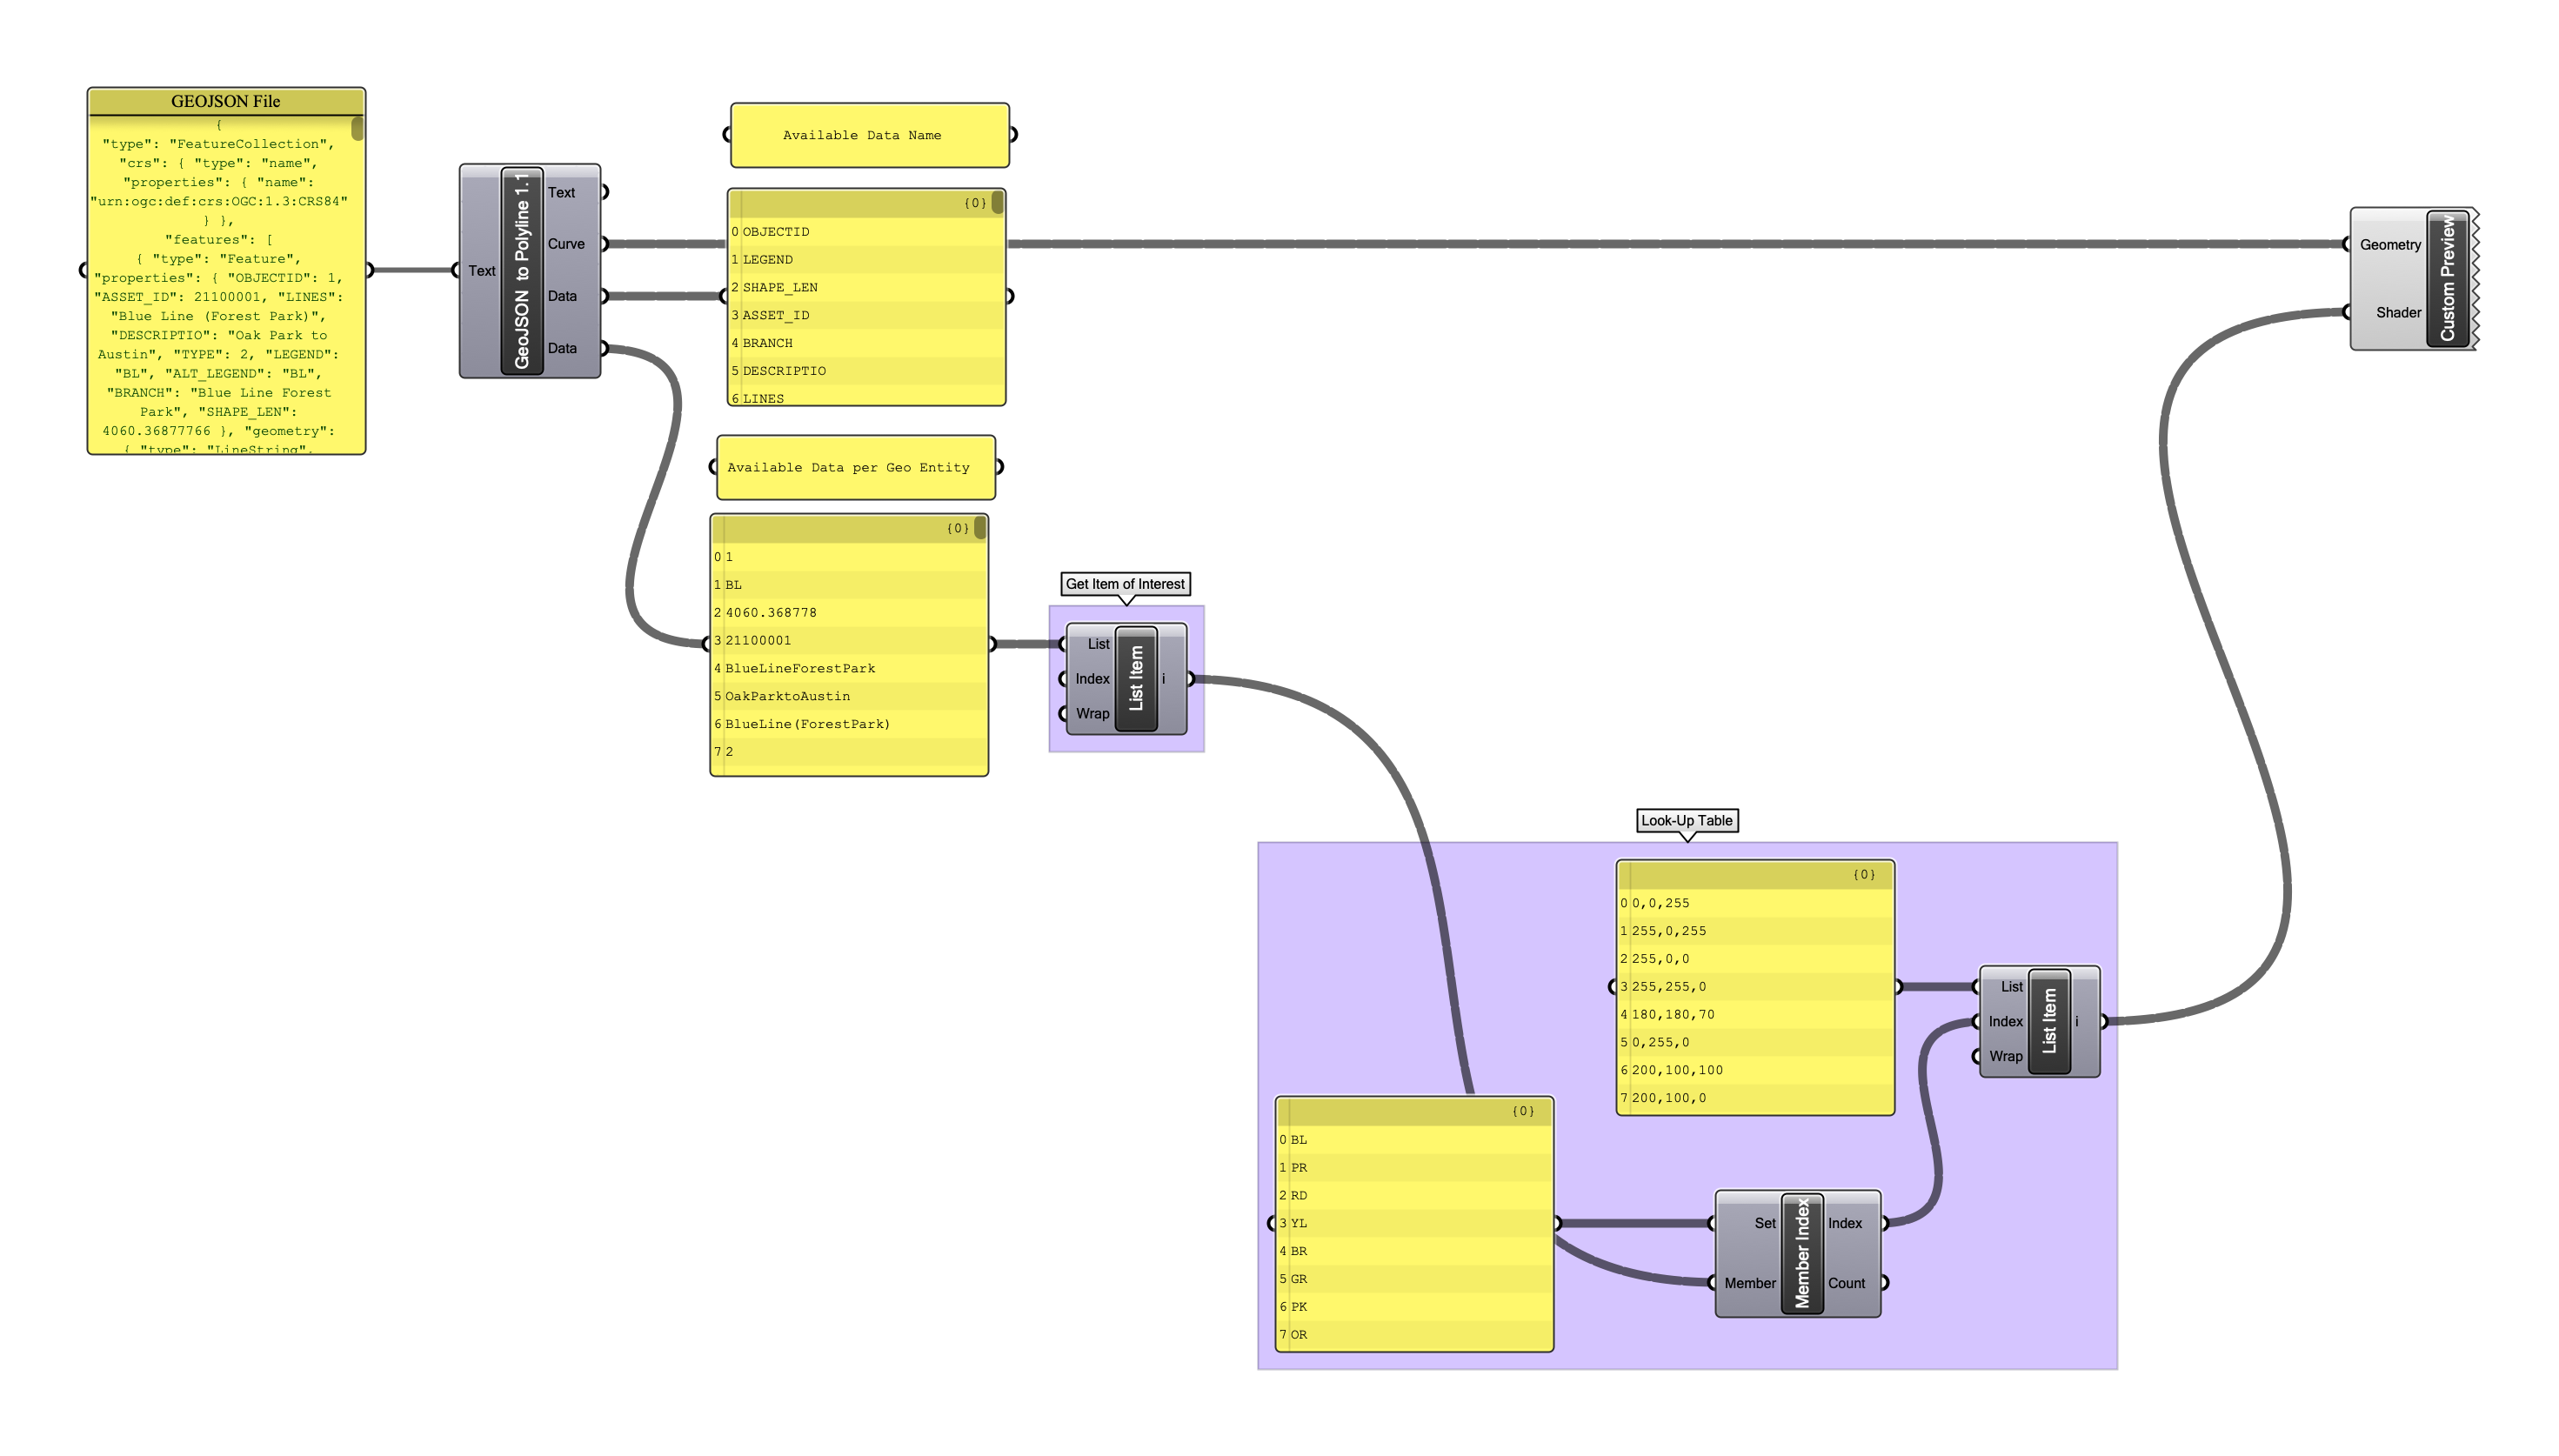 GEOJSON File
{
"type": "FeatureCollection",
"crs": { "type": "name",
"properties": { "name":
"urn:ogc:def:crs:OGC:1.3:CRS84"
} },
"features": [
{ "type": "Feature",
"properties": { "OBJECTID": 1,
"ASSET_ID": 21100001, "LINES":
"Blue Line (Forest Park)",
"DESCRIPTIO": "Oak Park to
Austin", "TYPE": 2, "LEGEND":
"BL", "ALT_LEGEND": "BL",
"BRANCH": "Blue Line Forest
Park", "SHAPE_LEN":
4060.36877766 }, "geometry":
{ "type": "LineString",
Text
GeoJSON to Polyline 1.1
Text
Curve
Data
Data
Available Data Name
{0}
0 OBJECTID
1 LEGEND
2 SHAPE_LEN
3 ASSET_ID
4 BRANCH
5 DESCRIPTIO
6 LINES
Available Data per Geo Entity
{0}
0 1
1 BL
2 4060.368778
3 21100001
4 BlueLineForestPark
5 OakParktoAustin
6 BlueLine(ForestPark)
7 2
Get Item of Interest
List
Index
Wrap
List Item
i
Geometry
Shader
Custom Preview
Look-Up Table
{0}
0 0,0,255
1 255,0,255
2 255,0,0
3 255,255,0
4 180,180,70
5 0,255,0
6 200,100,100
7 200,100,0
List
Index
Wrap
List Item
i
{0}
0 BL
1 PR
2 RD
3 YL
4 BR
5 GR
6 PK
7 OR
Set
Member
Member Index
Index
Count